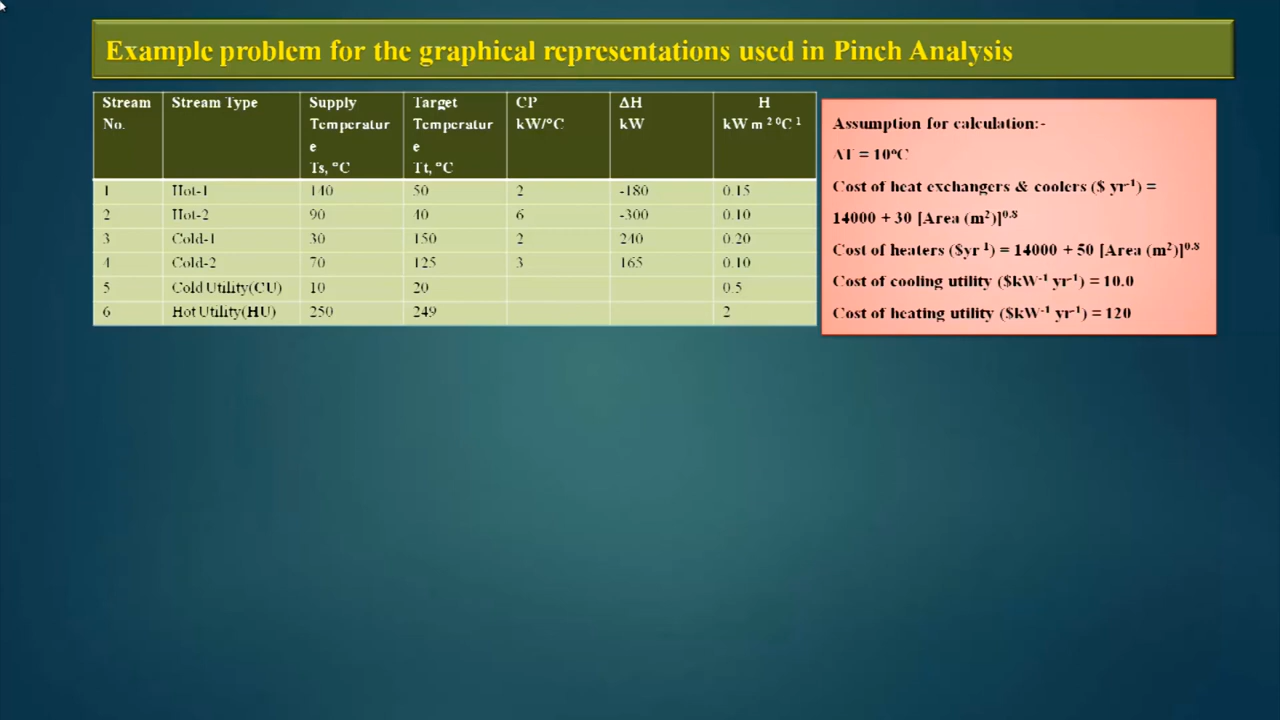 Example problem for the graphical representations used in Pinch Analysis
Stream No. Stream Type Supply Temperature Ts, °C Target Temperature Tt, °C CP kW/°C ΔH kW H kW m-2 0C-1
1 Hot-1 140 50 2 -180 0.15
2 Hot-2 90 40 6 -300 0.10
3 Cold-1 30 150 2 240 0.20
4 Cold-2 70 125 3 165 0.10
5 Cold Utility(CU) 10 20 0.5
6 Hot Utility(HU) 250 249 2
Assumption for calculation:-
ΔT = 10°C
Cost of heat exchangers & coolers ($ yr-1) =
14000 + 30 [Area (m2)]0.8
Cost of heaters ($yr-1) = 14000 + 50 [Area (m2)]0.8
Cost of cooling utility ($kW-1 yr-1) = 10.0
Cost of heating utility ($kW-1 yr-1) = 120